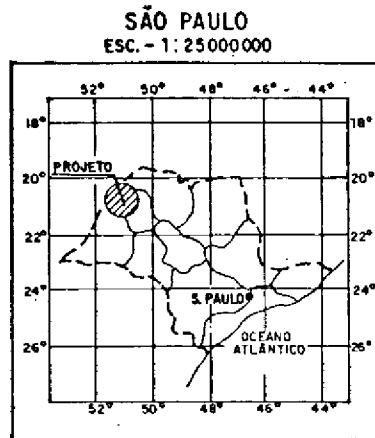 SÃO PAULO
ESC. - 1:25000000
52° 50° 48° 46° 44°
18° 18°
PROJETO
20° 20°
22° 22°
24° 24°
S. PAULO
OCEANO
ATLÂNTICO
26° 26°
52° 50° 48° 46° 44°